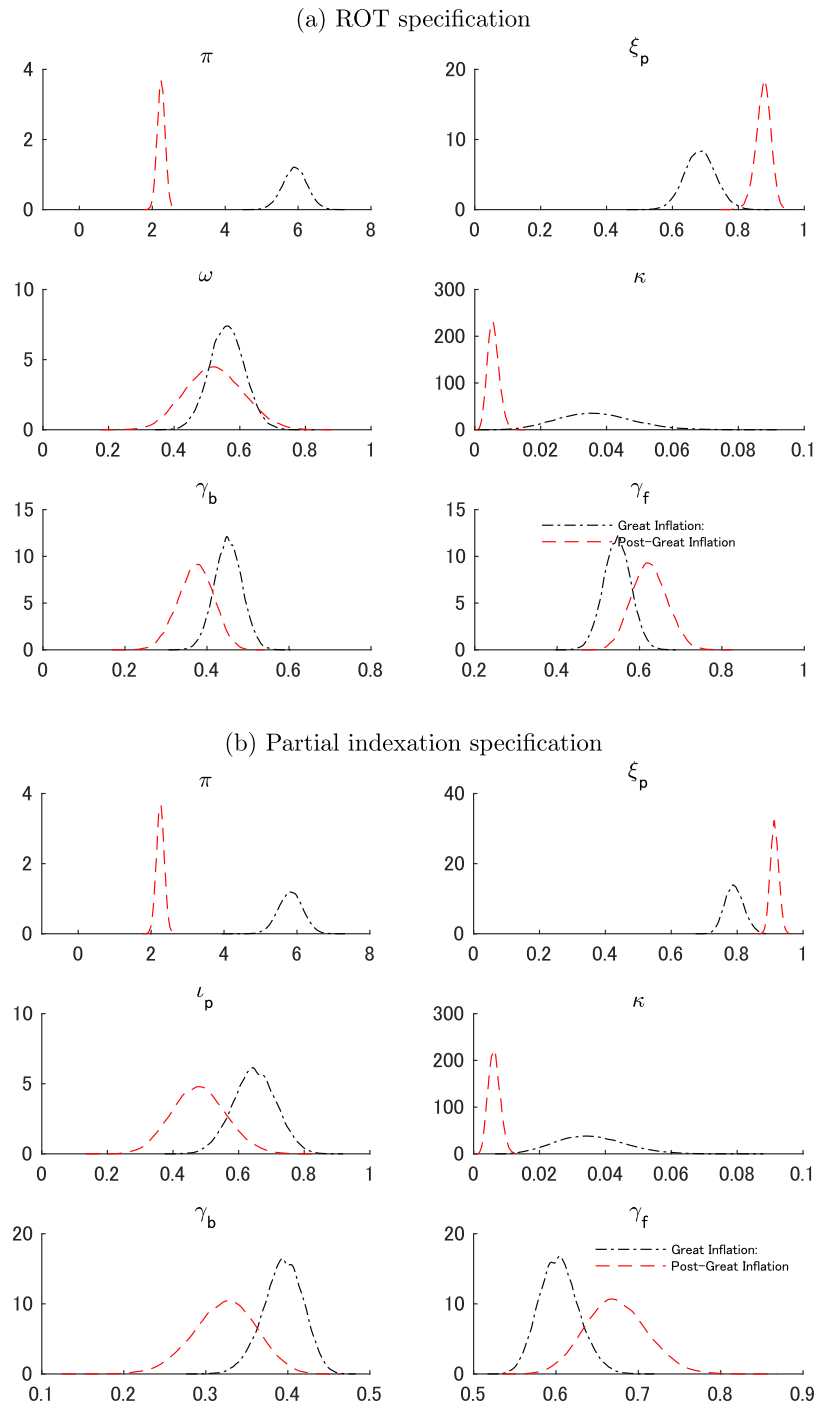 (a) ROT specification
π ξp
4
2
0
0 2 4 6 8
20
10
0
0 0.2 0.4 0.6 0.8 1
ω κ
10
5
0
0 0.2 0.4 0.6 0.8 1
300
200
100
0
0 0.02 0.04 0.06 0.08 0.1
γb γf
15
10
5
0
0 0.2 0.4 0.6 0.8
15
10
5
0
0.2 0.4 0.6 0.8 1
Great Inflation:
Post-Great Inflation
(b) Partial indexation specification
π ξp
4
2
0
0 2 4 6 8
40
20
0
0 0.2 0.4 0.6 0.8 1
ιp κ
10
5
0
0 0.2 0.4 0.6 0.8 1
300
200
100
0
0 0.02 0.04 0.06 0.08 0.1
γb γf
20
10
0
0.1 0.2 0.3 0.4 0.5
20
10
0
0.5 0.6 0.7 0.8 0.9
Great Inflation:
Post-Great Inflation